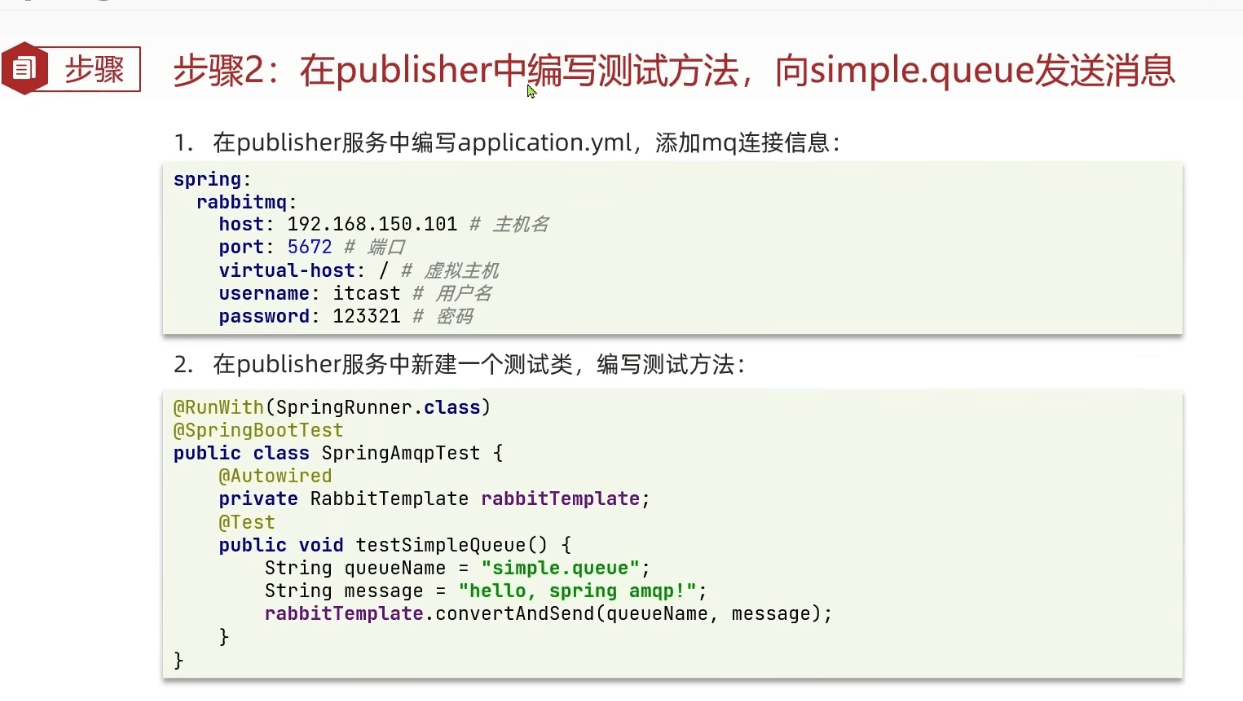 步骤
步骤2：在publisher中编写测试方法，向simple.queue发送消息
1. 在publisher服务中编写application.yml，添加mq连接信息：
spring:
  rabbitmq:
    host: 192.168.150.101 # 主机名
    port: 5672 # 端口
    virtual-host: / # 虚拟主机
    username: itcast # 用户名
    password: 123321 # 密码
2. 在publisher服务中新建一个测试类，编写测试方法：
@RunWith(SpringRunner.class)
@SpringBootTest
public class SpringAmqpTest {
    @Autowired
    private RabbitTemplate rabbitTemplate;
    @Test
    public void testSimpleQueue() {
        String queueName = "simple.queue";
        String message = "hello, spring amqp!";
        rabbitTemplate.convertAndSend(queueName, message);
    }
}